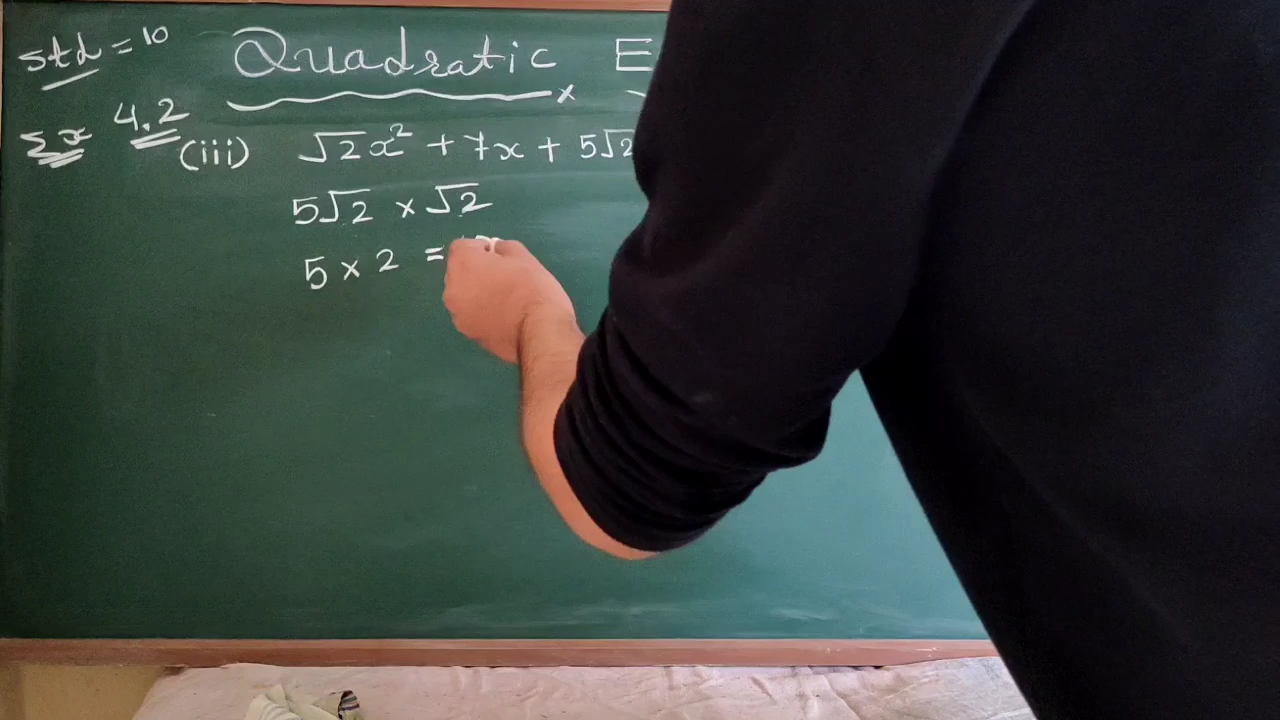 std = 10
Quadratic E
Ex 4.2
(iii) √2x² + 7x + 5√2
5√2 × √2
5 × 2 =